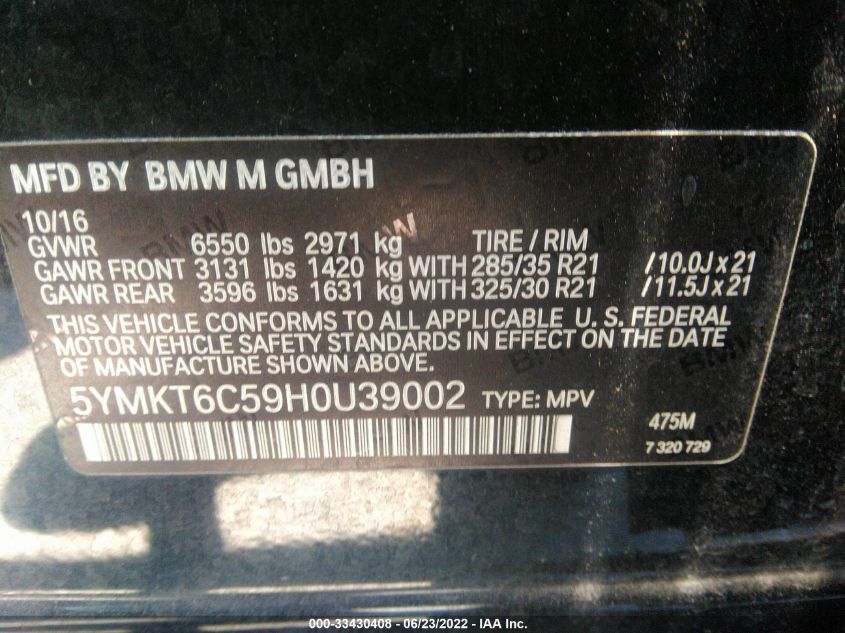 MFD BY BMW M GMBH
10/16
GVWR 6550 lbs 2971 kg TIRE / RIM
GAWR FRONT 3131 lbs 1420 kg WITH 285/35 R21 /10.0J x 21
GAWR REAR 3596 lbs 1631 kg WITH 325/30 R21 /11.5J x 21
THIS VEHICLE CONFORMS TO ALL APPLICABLE U. S. FEDERAL
MOTOR VEHICLE SAFETY STANDARDS IN EFFECT ON THE DATE
OF MANUFACTURE SHOWN ABOVE.
5YMKT6C59H0U39002 TYPE: MPV
475M
7 320 729
000-33430408 - 06/23/2022 - IAA Inc.